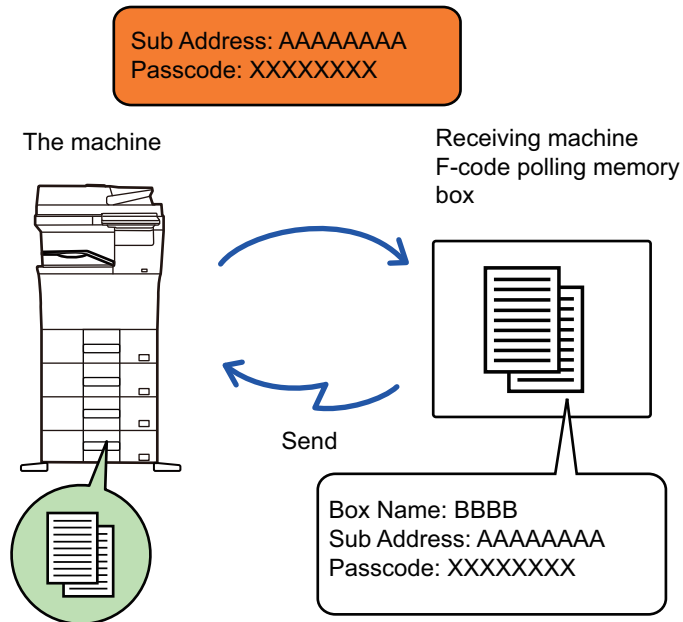 Sub Address: AAAAAAAA
Passcode: XXXXXXXX
The machine
Receiving machine
F-code polling memory
box
Send
Box Name: BBBB
Sub Address: AAAAAAAA
Passcode: XXXXXXXX